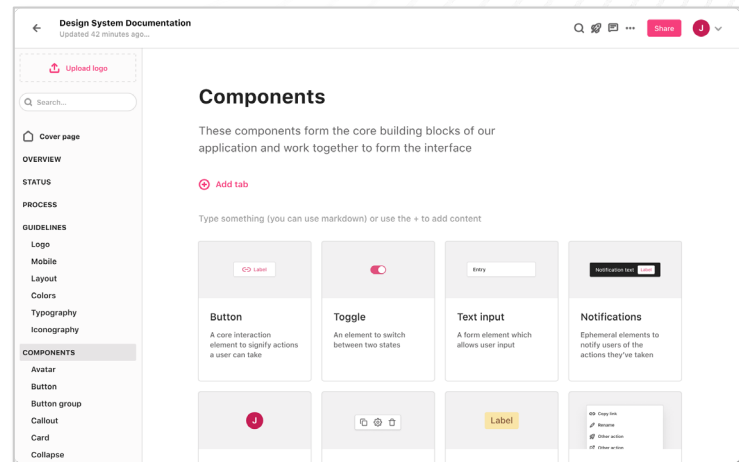 Design System Documentation
Updated 42 minutes ago...
Share
J
Upload logo
Search...
Cover page
OVERVIEW
STATUS
PROCESS
GUIDELINES
Logo
Mobile
Layout
Colors
Typography
Iconography
COMPONENTS
Avatar
Button
Button group
Callout
Card
Collapse
Components
These components form the core building blocks of our
application and work together to form the interface
Add tab
Type something (you can use markdown) or use the + to add content
Label
Button
A core interaction
element to signify actions
a user can take
Toggle
An element to switch
between two states
Entry
Text input
A form element which
allows user input
Notification text
Label
Notifications
Ephemeral elements to
notify users of the
actions they've taken
J
Label
Copy link
Rename
Other action
Other action